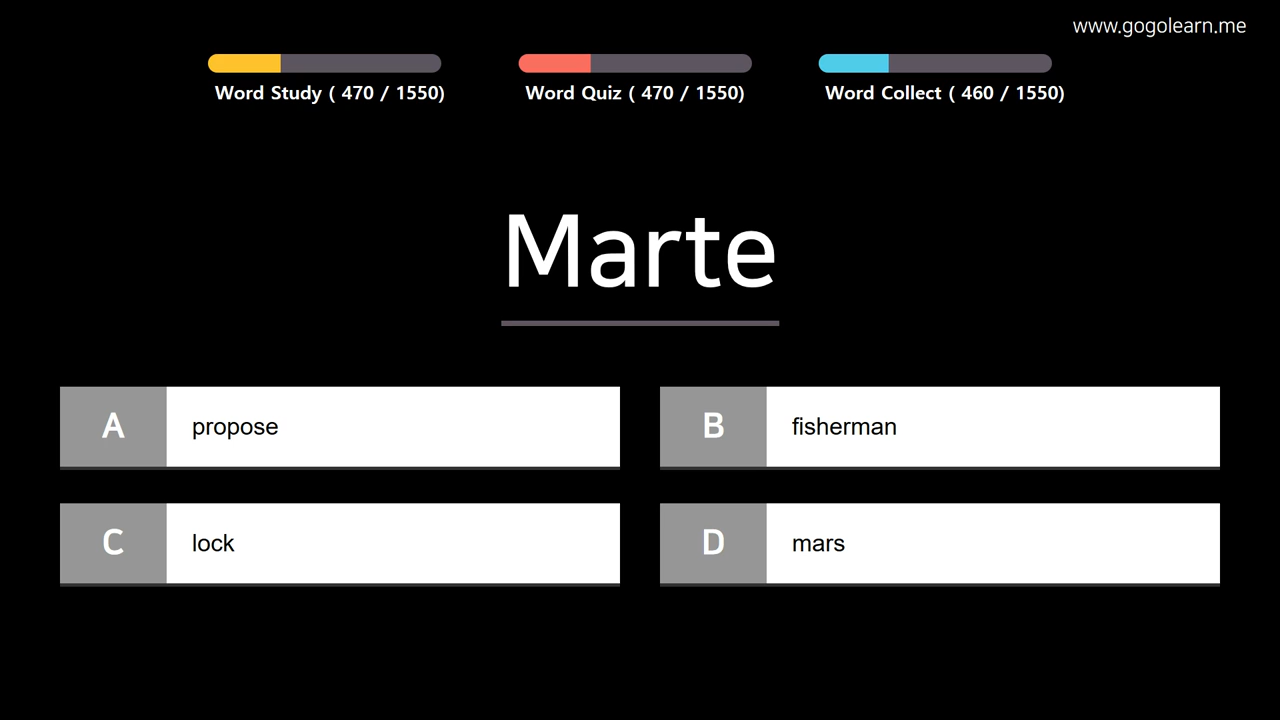 www.gogolearn.me
Word Study ( 470 / 1550)
Word Quiz ( 470 / 1550)
Word Collect ( 460 / 1550)
Marte
A propose
B fisherman
C lock
D mars